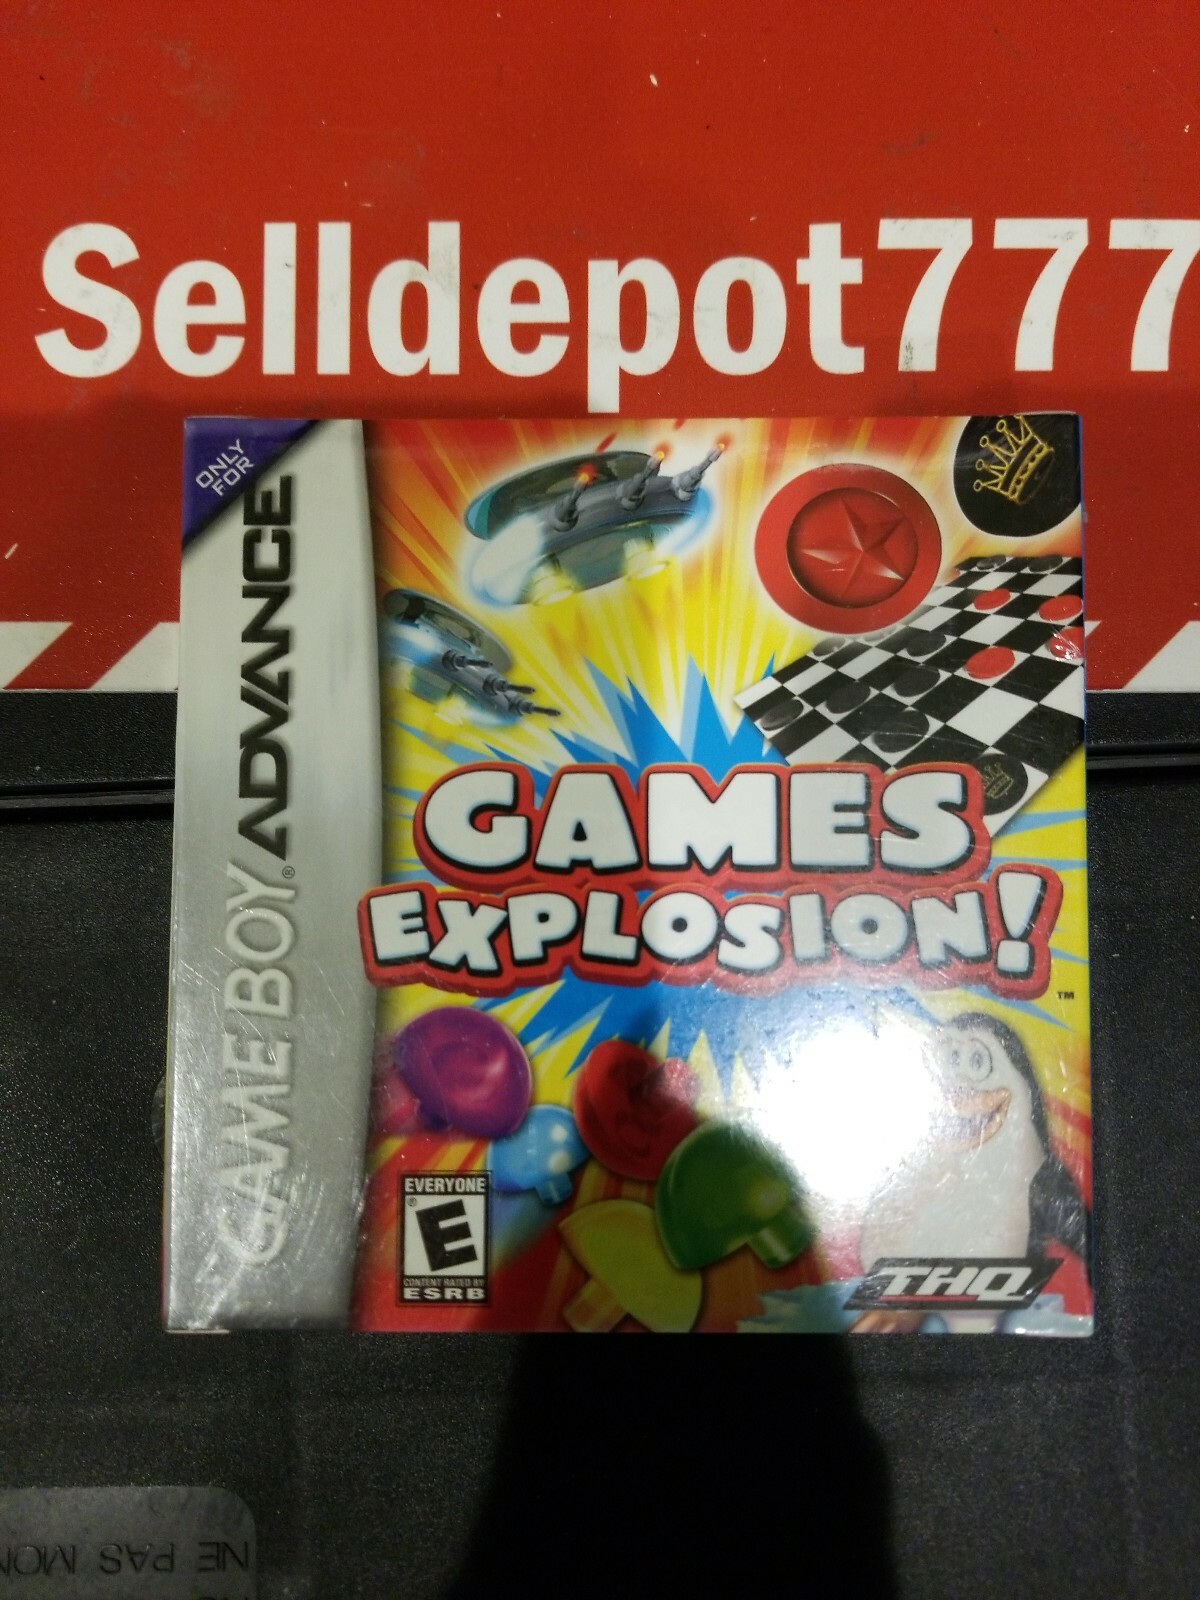 Selldepot777
ONLY
FOR
GAME BOY ADVANCE
®
GAMES
EXPLOSION!
™
EVERYONE
E
®
CONTENT RATED BY
ESRB
THQ
NE PAS MON